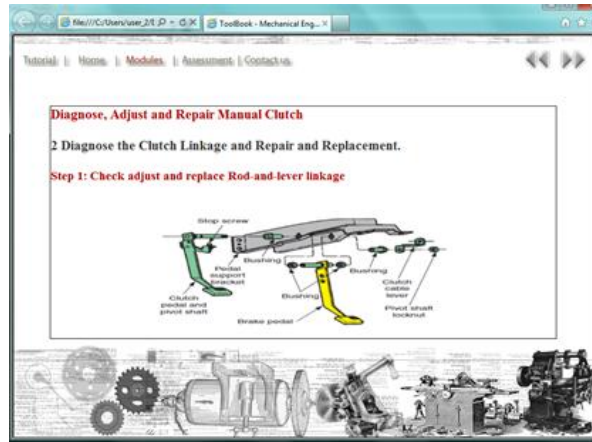 file:///C:/Users/user_2/E
ToolBook - Mechanical Eng...
Tutorial | Home | Modules | Assessment | Contact us
Diagnose, Adjust and Repair Manual Clutch
2 Diagnose the Clutch Linkage and Repair and Replacement.
Step 1: Check adjust and replace Rod-and-lever linkage
Stop screw
Bushing
Pedal
support
bracket
Bushing
Clutch
pedal and
pivot shaft
Bushing
Clutch
cable
lever
Brake pedal
Pivot shaft
locknut